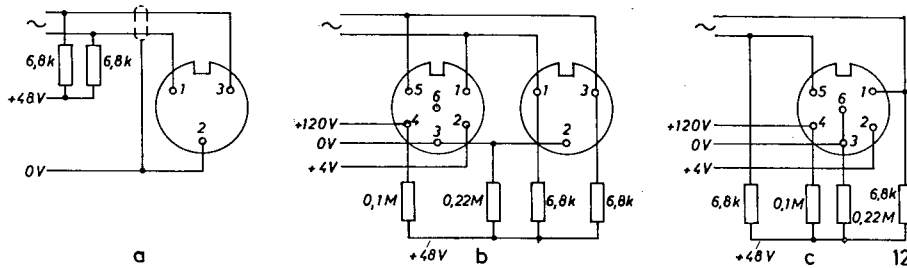 ~
6,8k 6,8k
+48V
1 3
2
0V
a
~
5 1 1 3
6
4 2
3 2
+120V
0V
+4V
0,1M 0,22M 6,8k 6,8k
+48V
b
~
5 1
6
4 2
3
+120V
0V
+4V
6,8k 0,1M 0,22M 6,8k
+48V
c
12